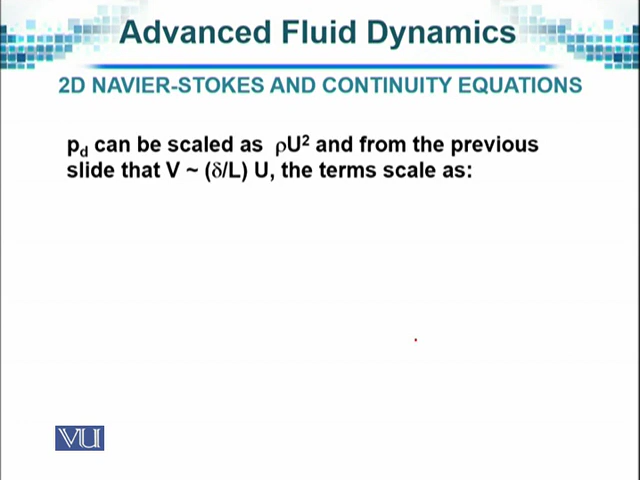 Advanced Fluid Dynamics
2D NAVIER-STOKES AND CONTINUITY EQUATIONS
p_d can be scaled as ρU² and from the previous
slide that V ~ (δ/L) U, the terms scale as:
VU